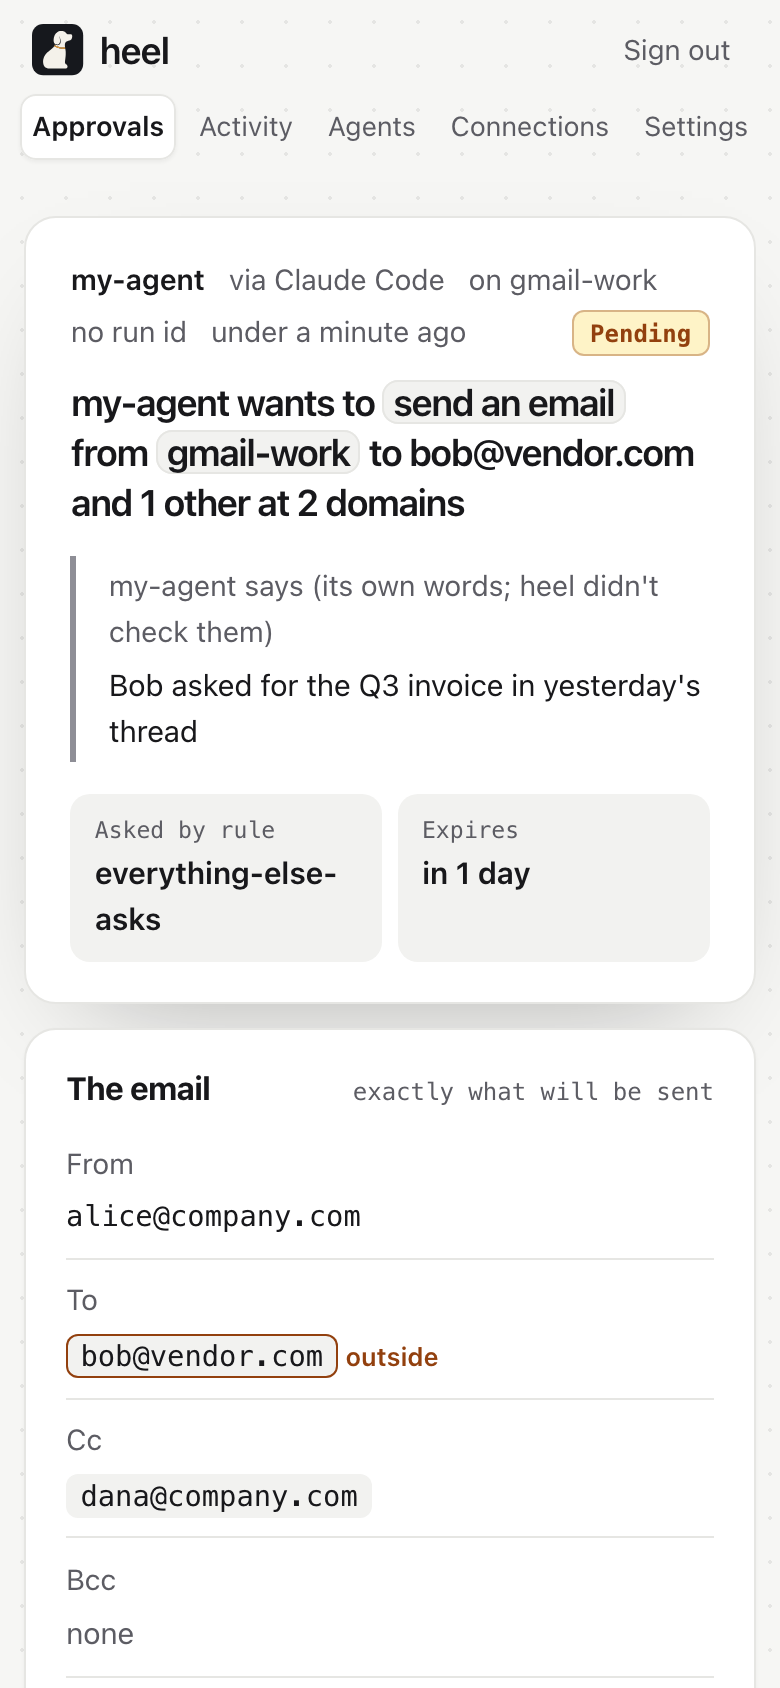 heel
Sign out
Approvals Activity Agents Connections Settings
my-agent via Claude Code on gmail-work
no run id under a minute ago Pending
my-agent wants to send an email
from gmail-work to bob@vendor.com
and 1 other at 2 domains
my-agent says (its own words; heel didn't
check them)
Bob asked for the Q3 invoice in yesterday's
thread
Asked by rule
everything-else-
asks
Expires
in 1 day
The email
exactly what will be sent
From
alice@company.com
To
bob@vendor.com outside
Cc
dana@company.com
Bcc
none